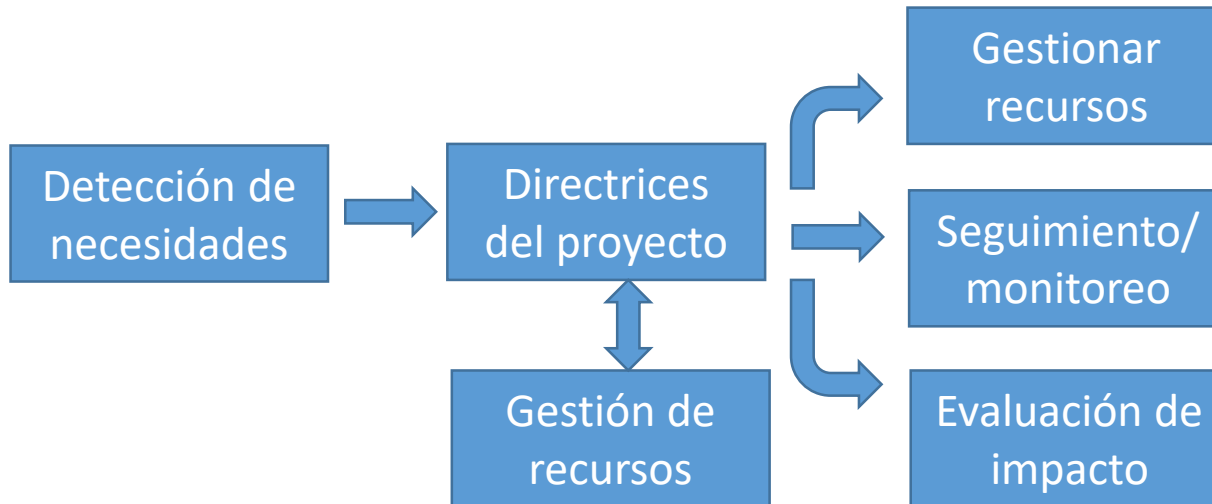 Detección de
necesidades
Directrices
del proyecto
Gestión de
recursos
Gestionar
recursos
Seguimiento/
monitoreo
Evaluación de
impacto